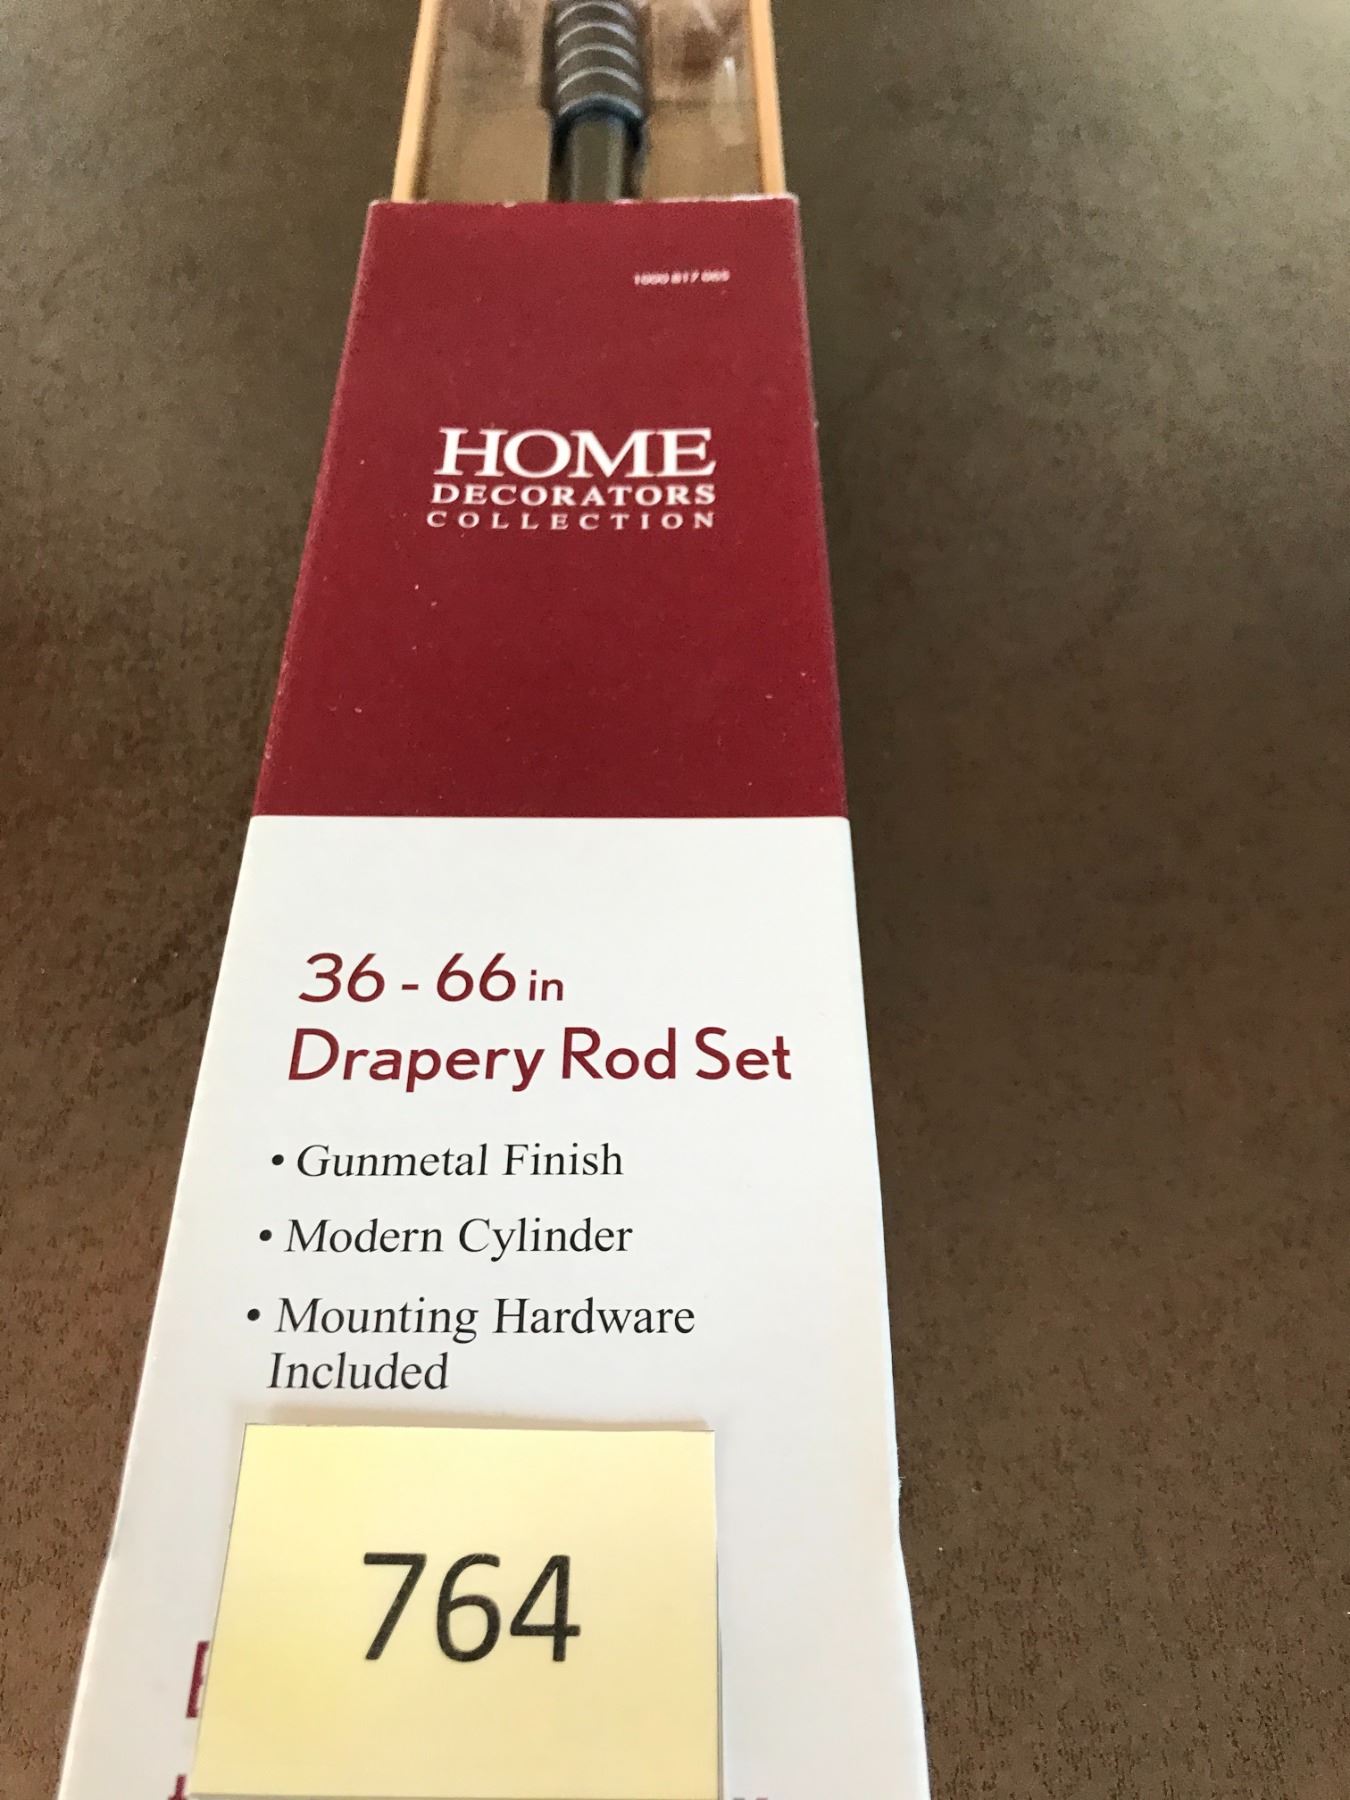 HOME
DECORATORS
COLLECTION
36 - 66 in
Drapery Rod Set
• Gunmetal Finish
• Modern Cylinder
• Mounting Hardware
Included
764